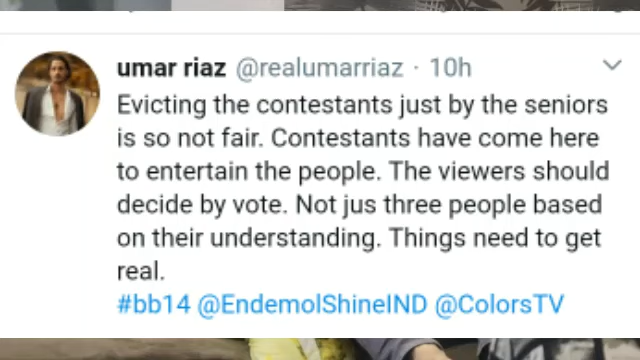 umar riaz @realumarriaz · 10h
Evicting the contestants just by the seniors
is so not fair. Contestants have come here
to entertain the people. The viewers should
decide by vote. Not jus three people based
on their understanding. Things need to get
real.
#bb14 @EndemolShineIND @ColorsTV